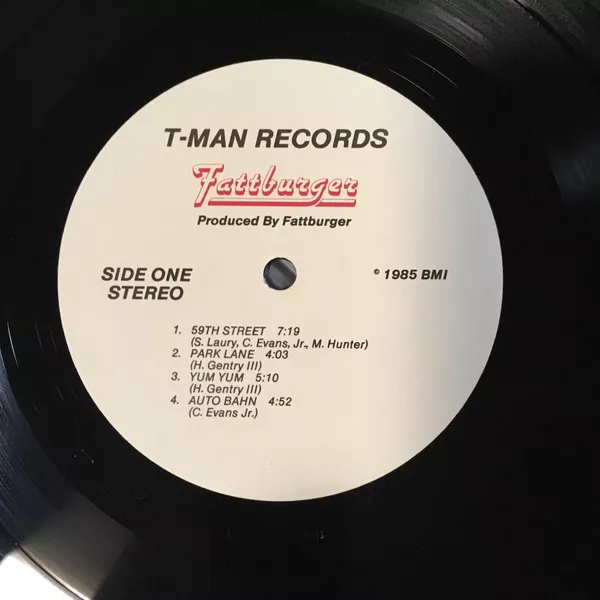 T-MAN RECORDS
Fattburger
Produced By Fattburger
SIDE ONE
STEREO
© 1985 BMI
1. 59TH STREET 7:19
(S. Laury, C. Evans, Jr., M. Hunter)
2. PARK LANE 4:03
(H. Gentry III)
3. YUM YUM 5:10
(H. Gentry III)
4. AUTO BAHN 4:52
(C. Evans Jr.)